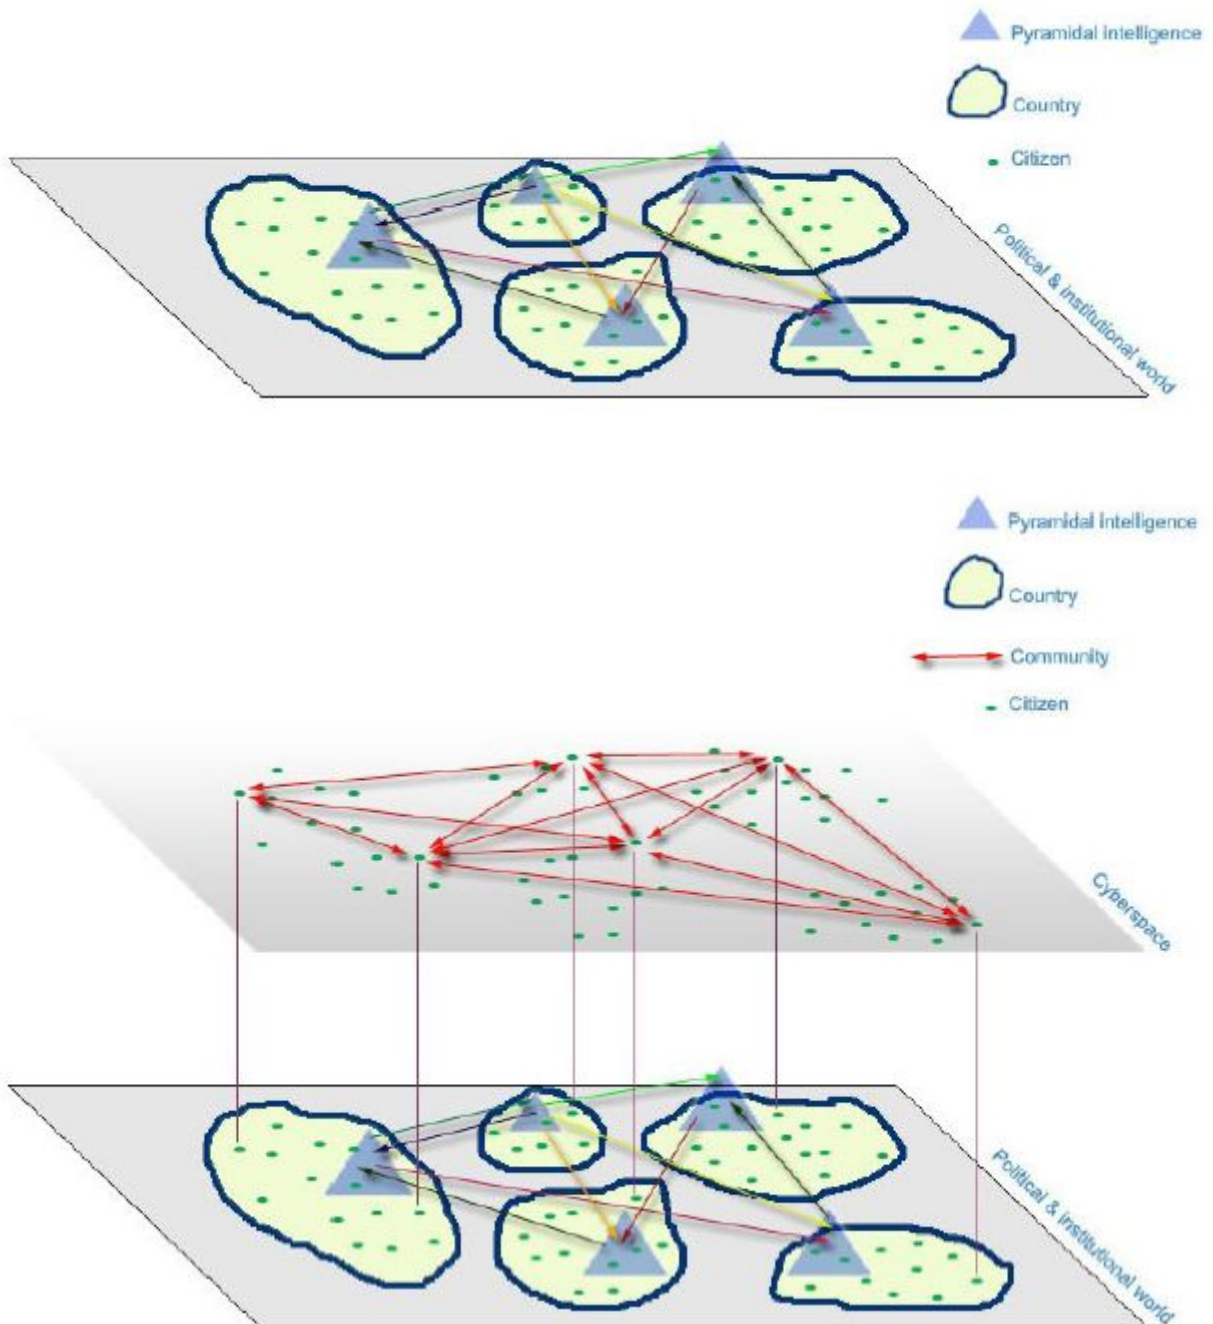 Pyramidal intelligence
Country
Citizen
Political & institutional world
Pyramidal intelligence
Country
Community
Citizen
Cyberspace
Political & institutional world